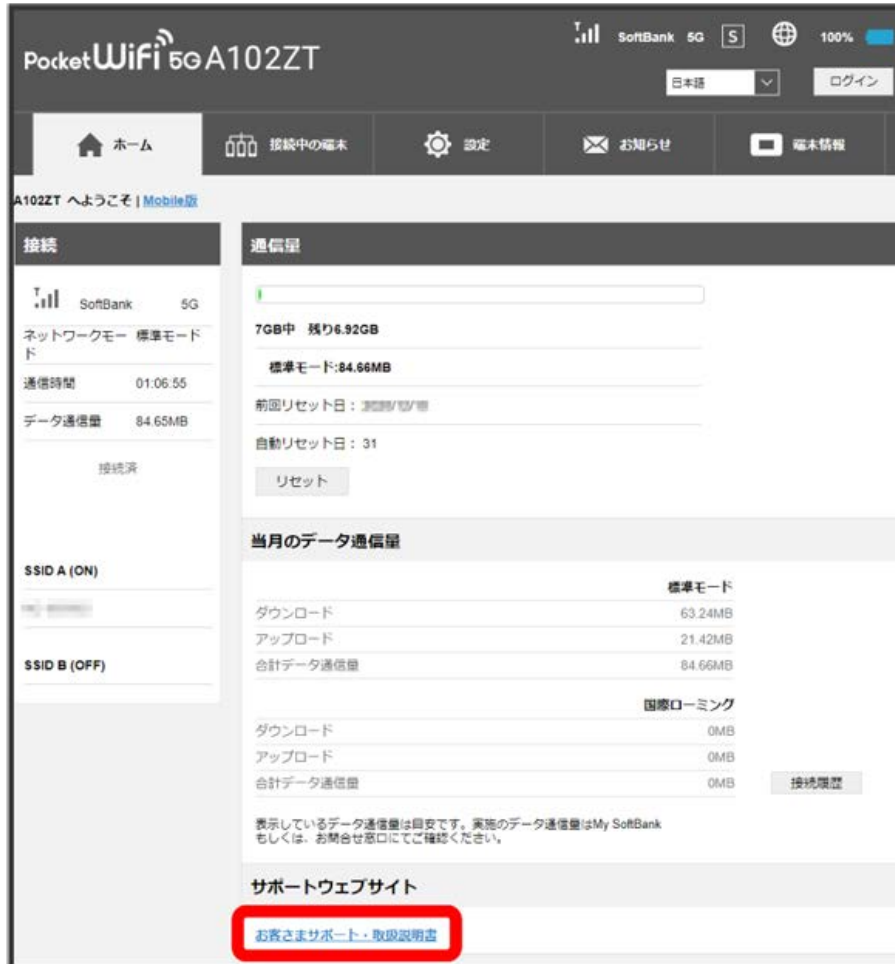 Pocket WiFi 5G A102ZT
SoftBank 5G S 100%
日本語
ログイン
ホーム
接続中の端末
設定
お知らせ
端末情報
A102ZT へようこそ | Mobile版
接続
SoftBank 5G
ネットワークモー 標準モード
ド
通信時間 01:06:55
データ通信量 84.65MB
接続済
SSID A (ON)
SSID B (OFF)
通信量
7GB中 残り6.92GB
標準モード:84.66MB
前回リセット日：
自動リセット日： 31
リセット
当月のデータ通信量
標準モード
ダウンロード 63.24MB
アップロード 21.42MB
合計データ通信量 84.66MB
国際ローミング
ダウンロード 0MB
アップロード 0MB
合計データ通信量 0MB
接続履歴
表示しているデータ通信量は目安です。実施のデータ通信量はMy SoftBank
もしくは、お問合せ窓口にてご確認ください。
サポートウェブサイト
お客さまサポート・取扱説明書